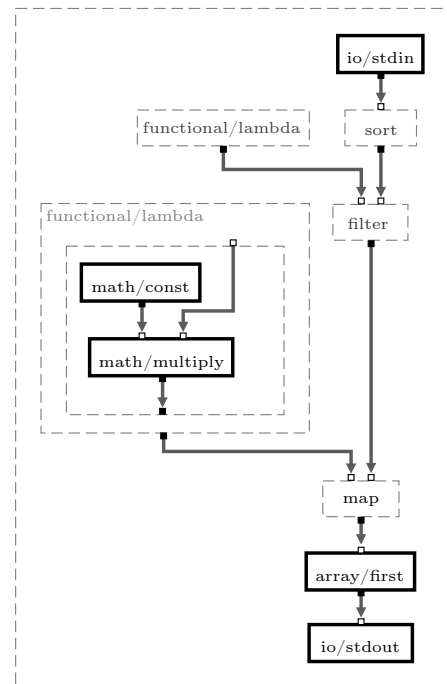 io/stdin
functional/lambda
sort
filter
functional/lambda
math/const
math/multiply
map
array/first
io/stdout